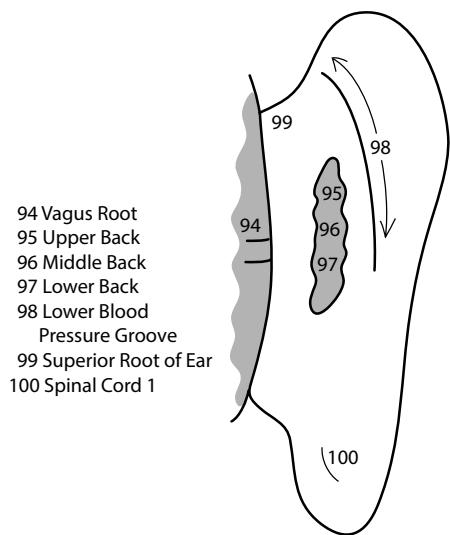 94 Vagus Root
95 Upper Back
96 Middle Back
97 Lower Back
98 Lower Blood
Pressure Groove
99 Superior Root of Ear
100 Spinal Cord 1
99
98
95
94
96
97
100